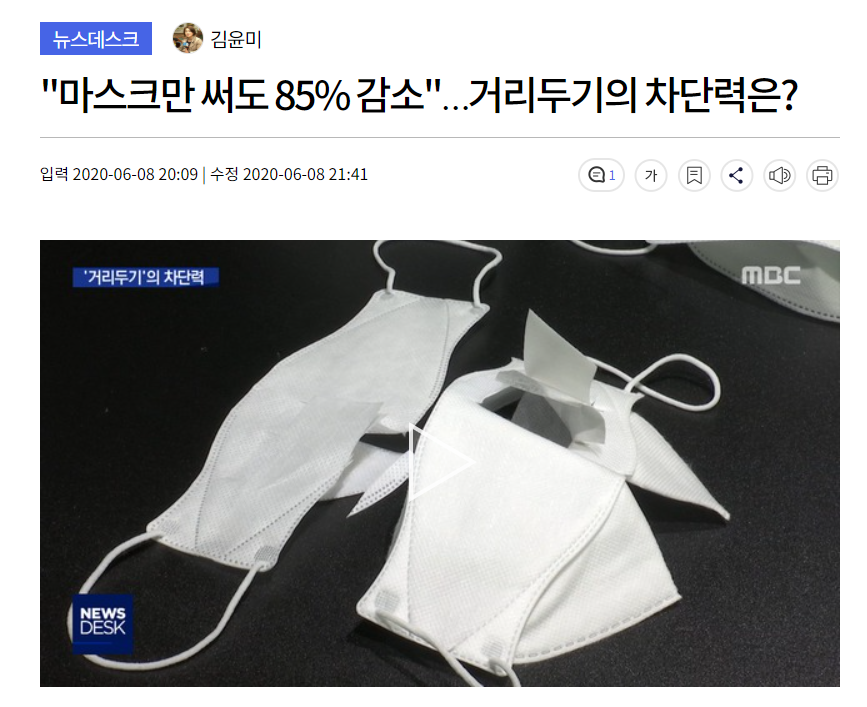 뉴스데스크 김윤미
"마스크만 써도 85% 감소"…거리두기의 차단력은?
입력 2020-06-08 20:09 | 수정 2020-06-08 21:41
1 가
'거리두기'의 차단력
MBC
NEWS
DESK